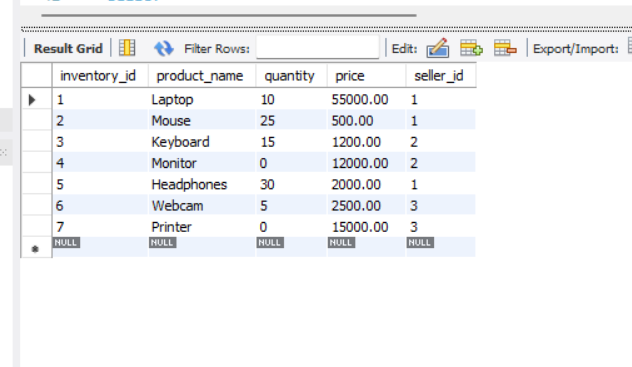 Result Grid Filter Rows: Edit: Export/Import:
inventory_id product_name quantity price seller_id
1 Laptop 10 55000.00 1
2 Mouse 25 500.00 1
3 Keyboard 15 1200.00 2
4 Monitor 0 12000.00 2
5 Headphones 30 2000.00 1
6 Webcam 5 2500.00 3
7 Printer 0 15000.00 3
NULL NULL NULL NULL NULL